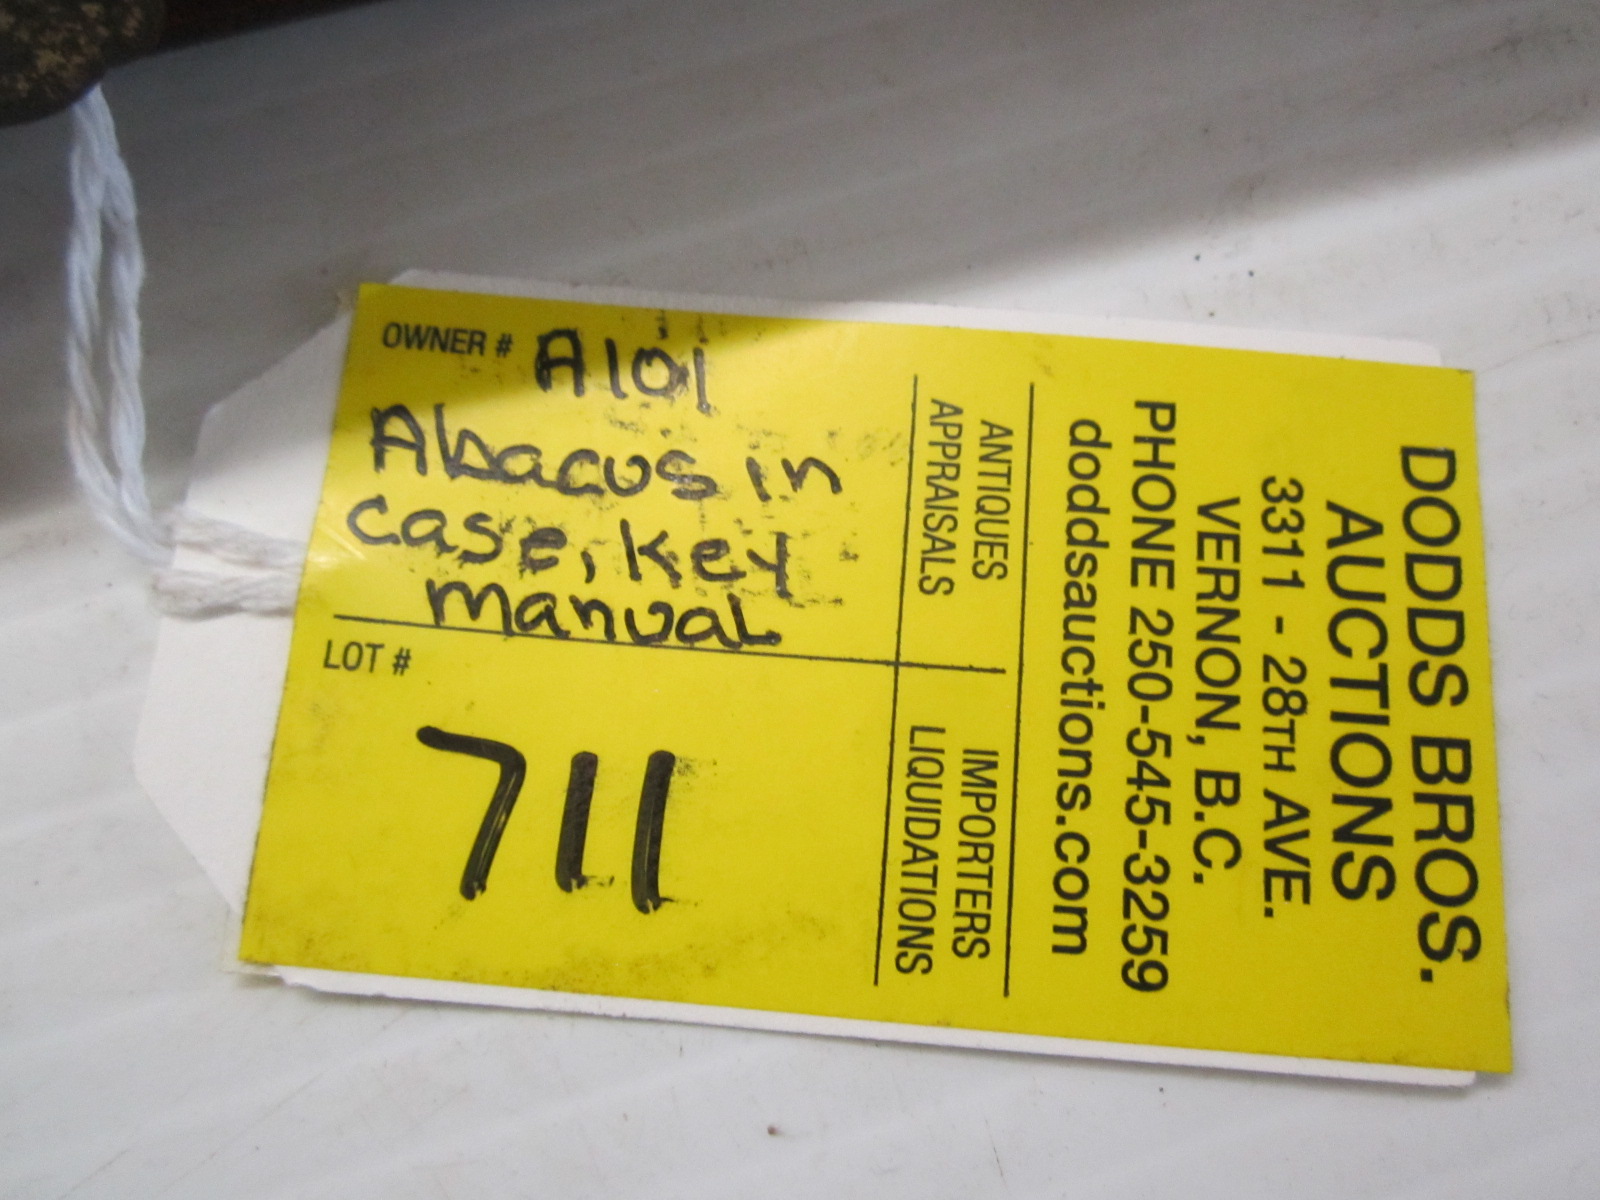 DODDS BROS.
AUCTIONS
3311 - 28TH AVE.
VERNON, B.C.
PHONE 250-545-3259
doddsauctions.com
ANTIQUES
APPRAISALS
IMPORTERS
LIQUIDATIONS
OWNER # A101
Abacus in
case, key
manual
LOT #
711